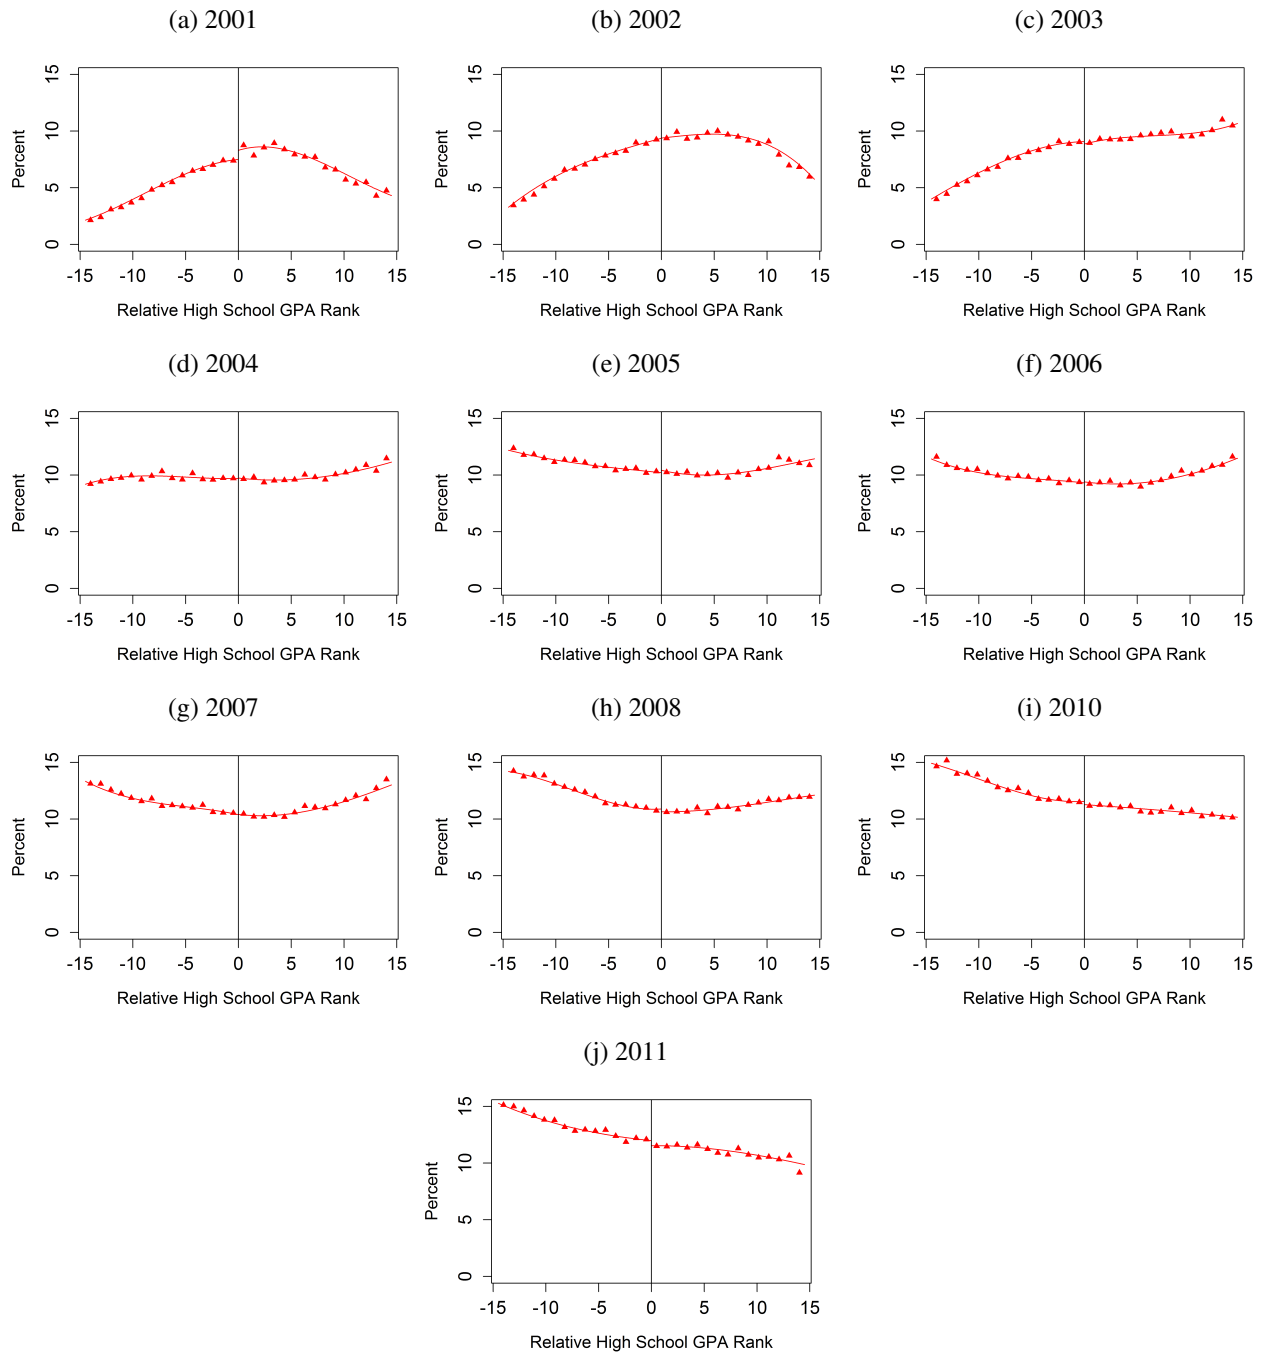 (a) 2001
(b) 2002
(c) 2003
Percent
0 5 10 15
-15 -10 -5 0 5 10 15
Relative High School GPA Rank
Percent
0 5 10 15
-15 -10 -5 0 5 10 15
Relative High School GPA Rank
Percent
0 5 10 15
-15 -10 -5 0 5 10 15
Relative High School GPA Rank
(d) 2004
(e) 2005
(f) 2006
Percent
0 5 10 15
-15 -10 -5 0 5 10 15
Relative High School GPA Rank
Percent
0 5 10 15
-15 -10 -5 0 5 10 15
Relative High School GPA Rank
Percent
0 5 10 15
-15 -10 -5 0 5 10 15
Relative High School GPA Rank
(g) 2007
(h) 2008
(i) 2010
Percent
0 5 10 15
-15 -10 -5 0 5 10 15
Relative High School GPA Rank
Percent
0 5 10 15
-15 -10 -5 0 5 10 15
Relative High School GPA Rank
Percent
0 5 10 15
-15 -10 -5 0 5 10 15
Relative High School GPA Rank
(j) 2011
Percent
0 5 10 15
-15 -10 -5 0 5 10 15
Relative High School GPA Rank